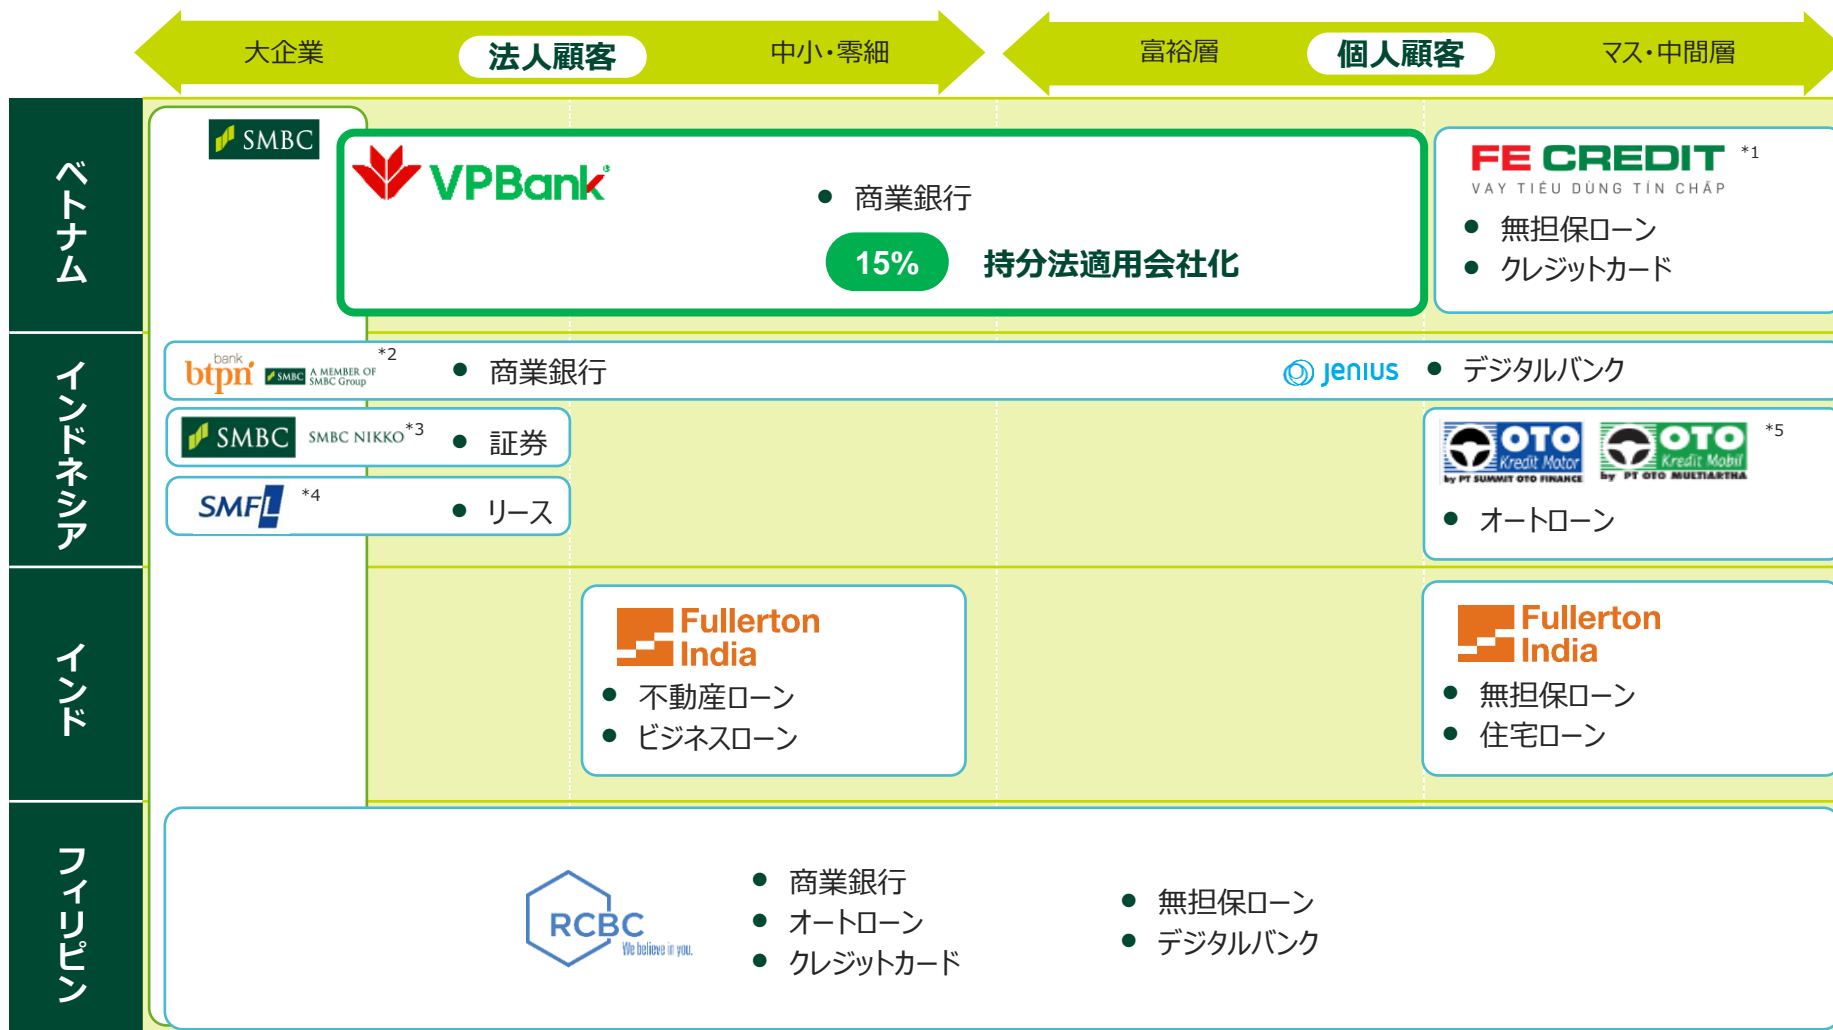 大企業
法人顧客
中小・零細
富裕層
個人顧客
マス・中間層
ベトナム
SMBC
VPBank
● 商業銀行
15%
持分法適用会社化
FE CREDIT *1
VAY TIÊU DÙNG TÍN CHẤP
● 無担保ローン
● クレジットカード
インドネシア
bank
btpn SMBC A MEMBER OF
SMBC Group
*2
● 商業銀行
Jenius
● デジタルバンク
SMBC SMBC NIKKO *3
● 証券
SMFL *4
● リース
OTO
Kredit Motor
by PT SUMMIT OTO FINANCE
OTO
Kredit Mobil
by PT OTO MULTIARTHA
*5
● オートローン
インド
Fullerton
India
● 不動産ローン
● ビジネスローン
Fullerton
India
● 無担保ローン
● 住宅ローン
フィリピン
RCBC
We believe in you.
● 商業銀行
● オートローン
● クレジットカード
● 無担保ローン
● デジタルバンク